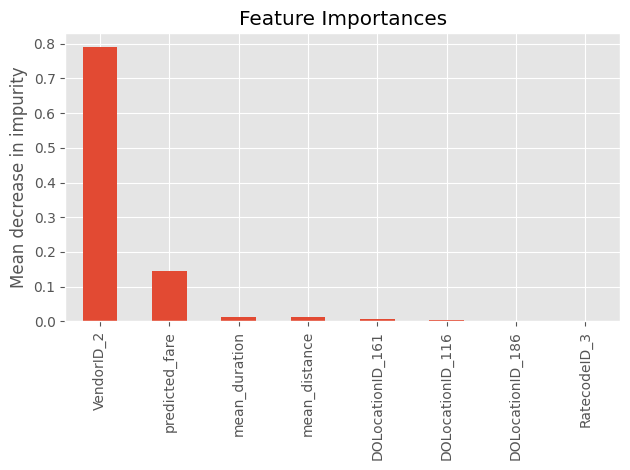 Feature Importances
Mean decrease in impurity
0.8
0.7
0.6
0.5
0.4
0.3
0.2
0.1
0.0
VendorID_2
predicted_fare
mean_duration
mean_distance
DOLocationID_161
DOLocationID_116
DOLocationID_186
RatecodeID_3